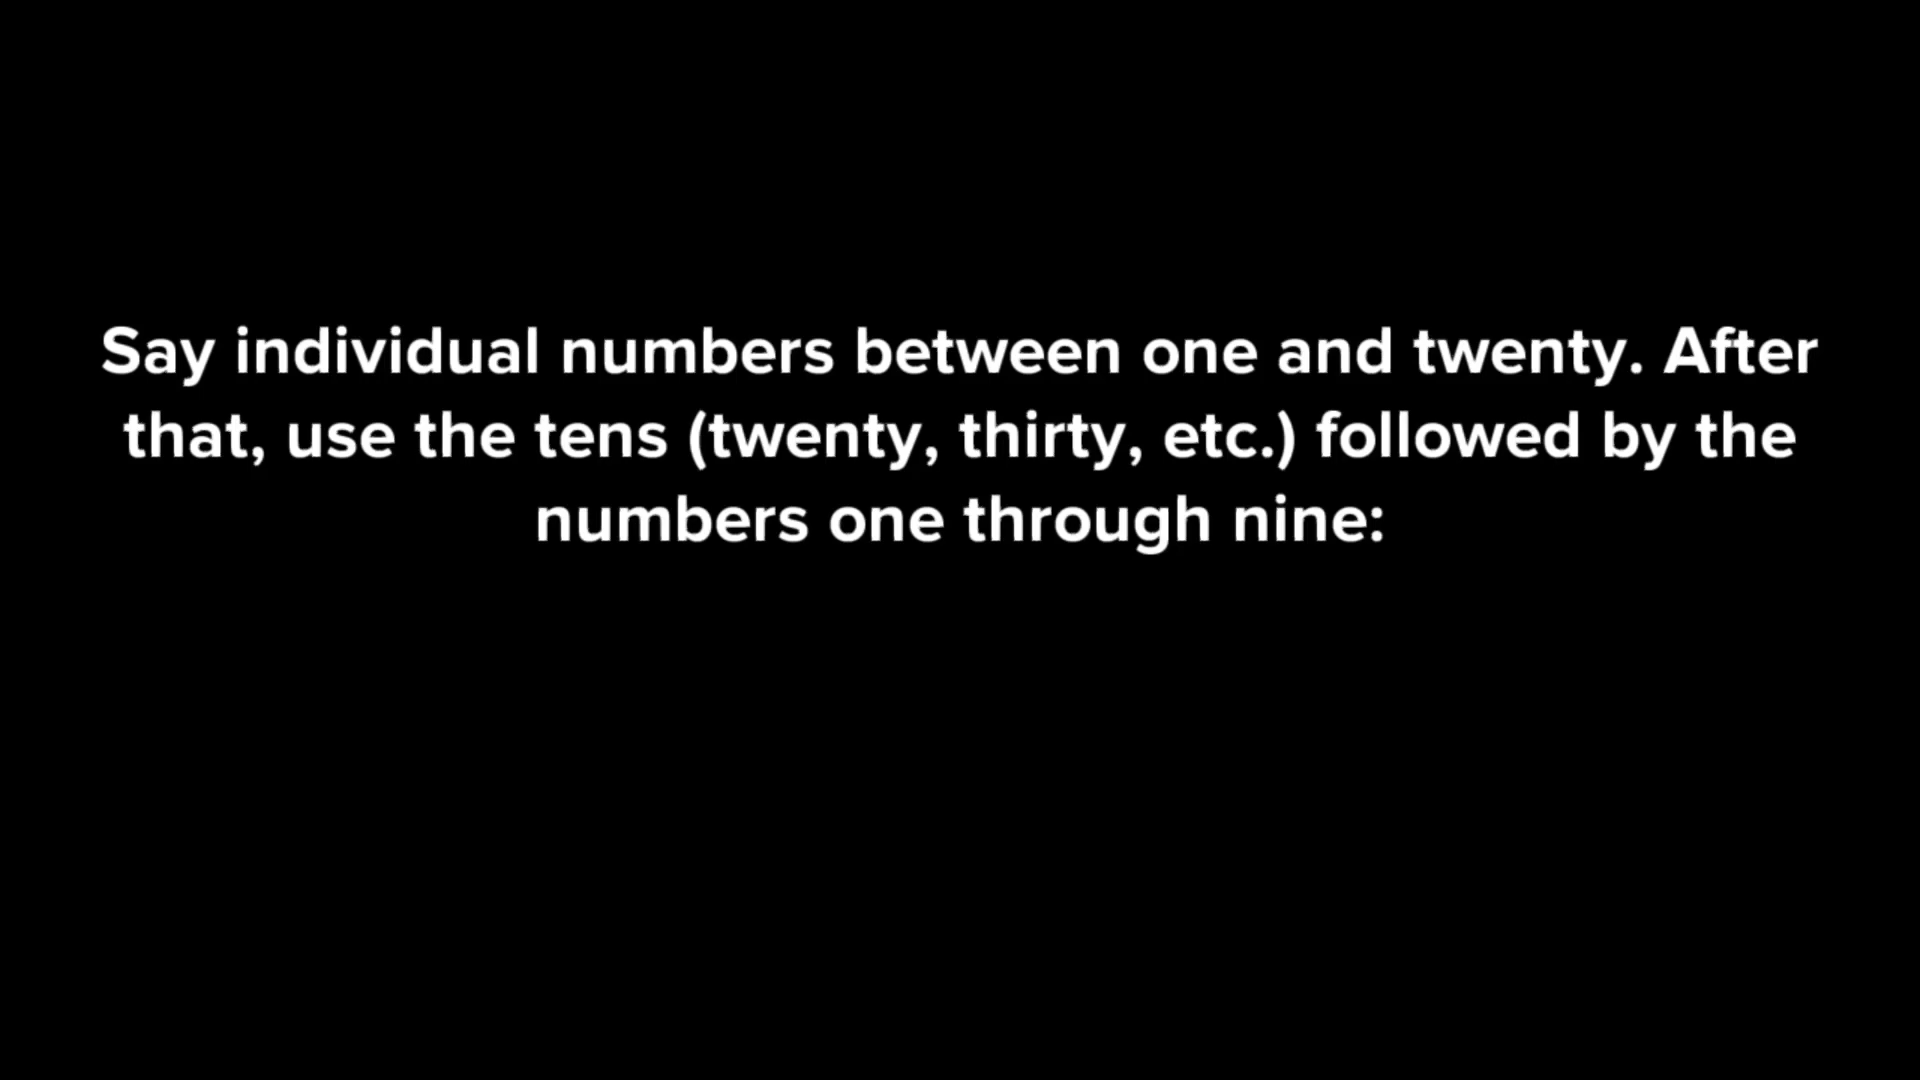 Say individual numbers between one and twenty. After
that, use the tens (twenty, thirty, etc.) followed by the
numbers one through nine: